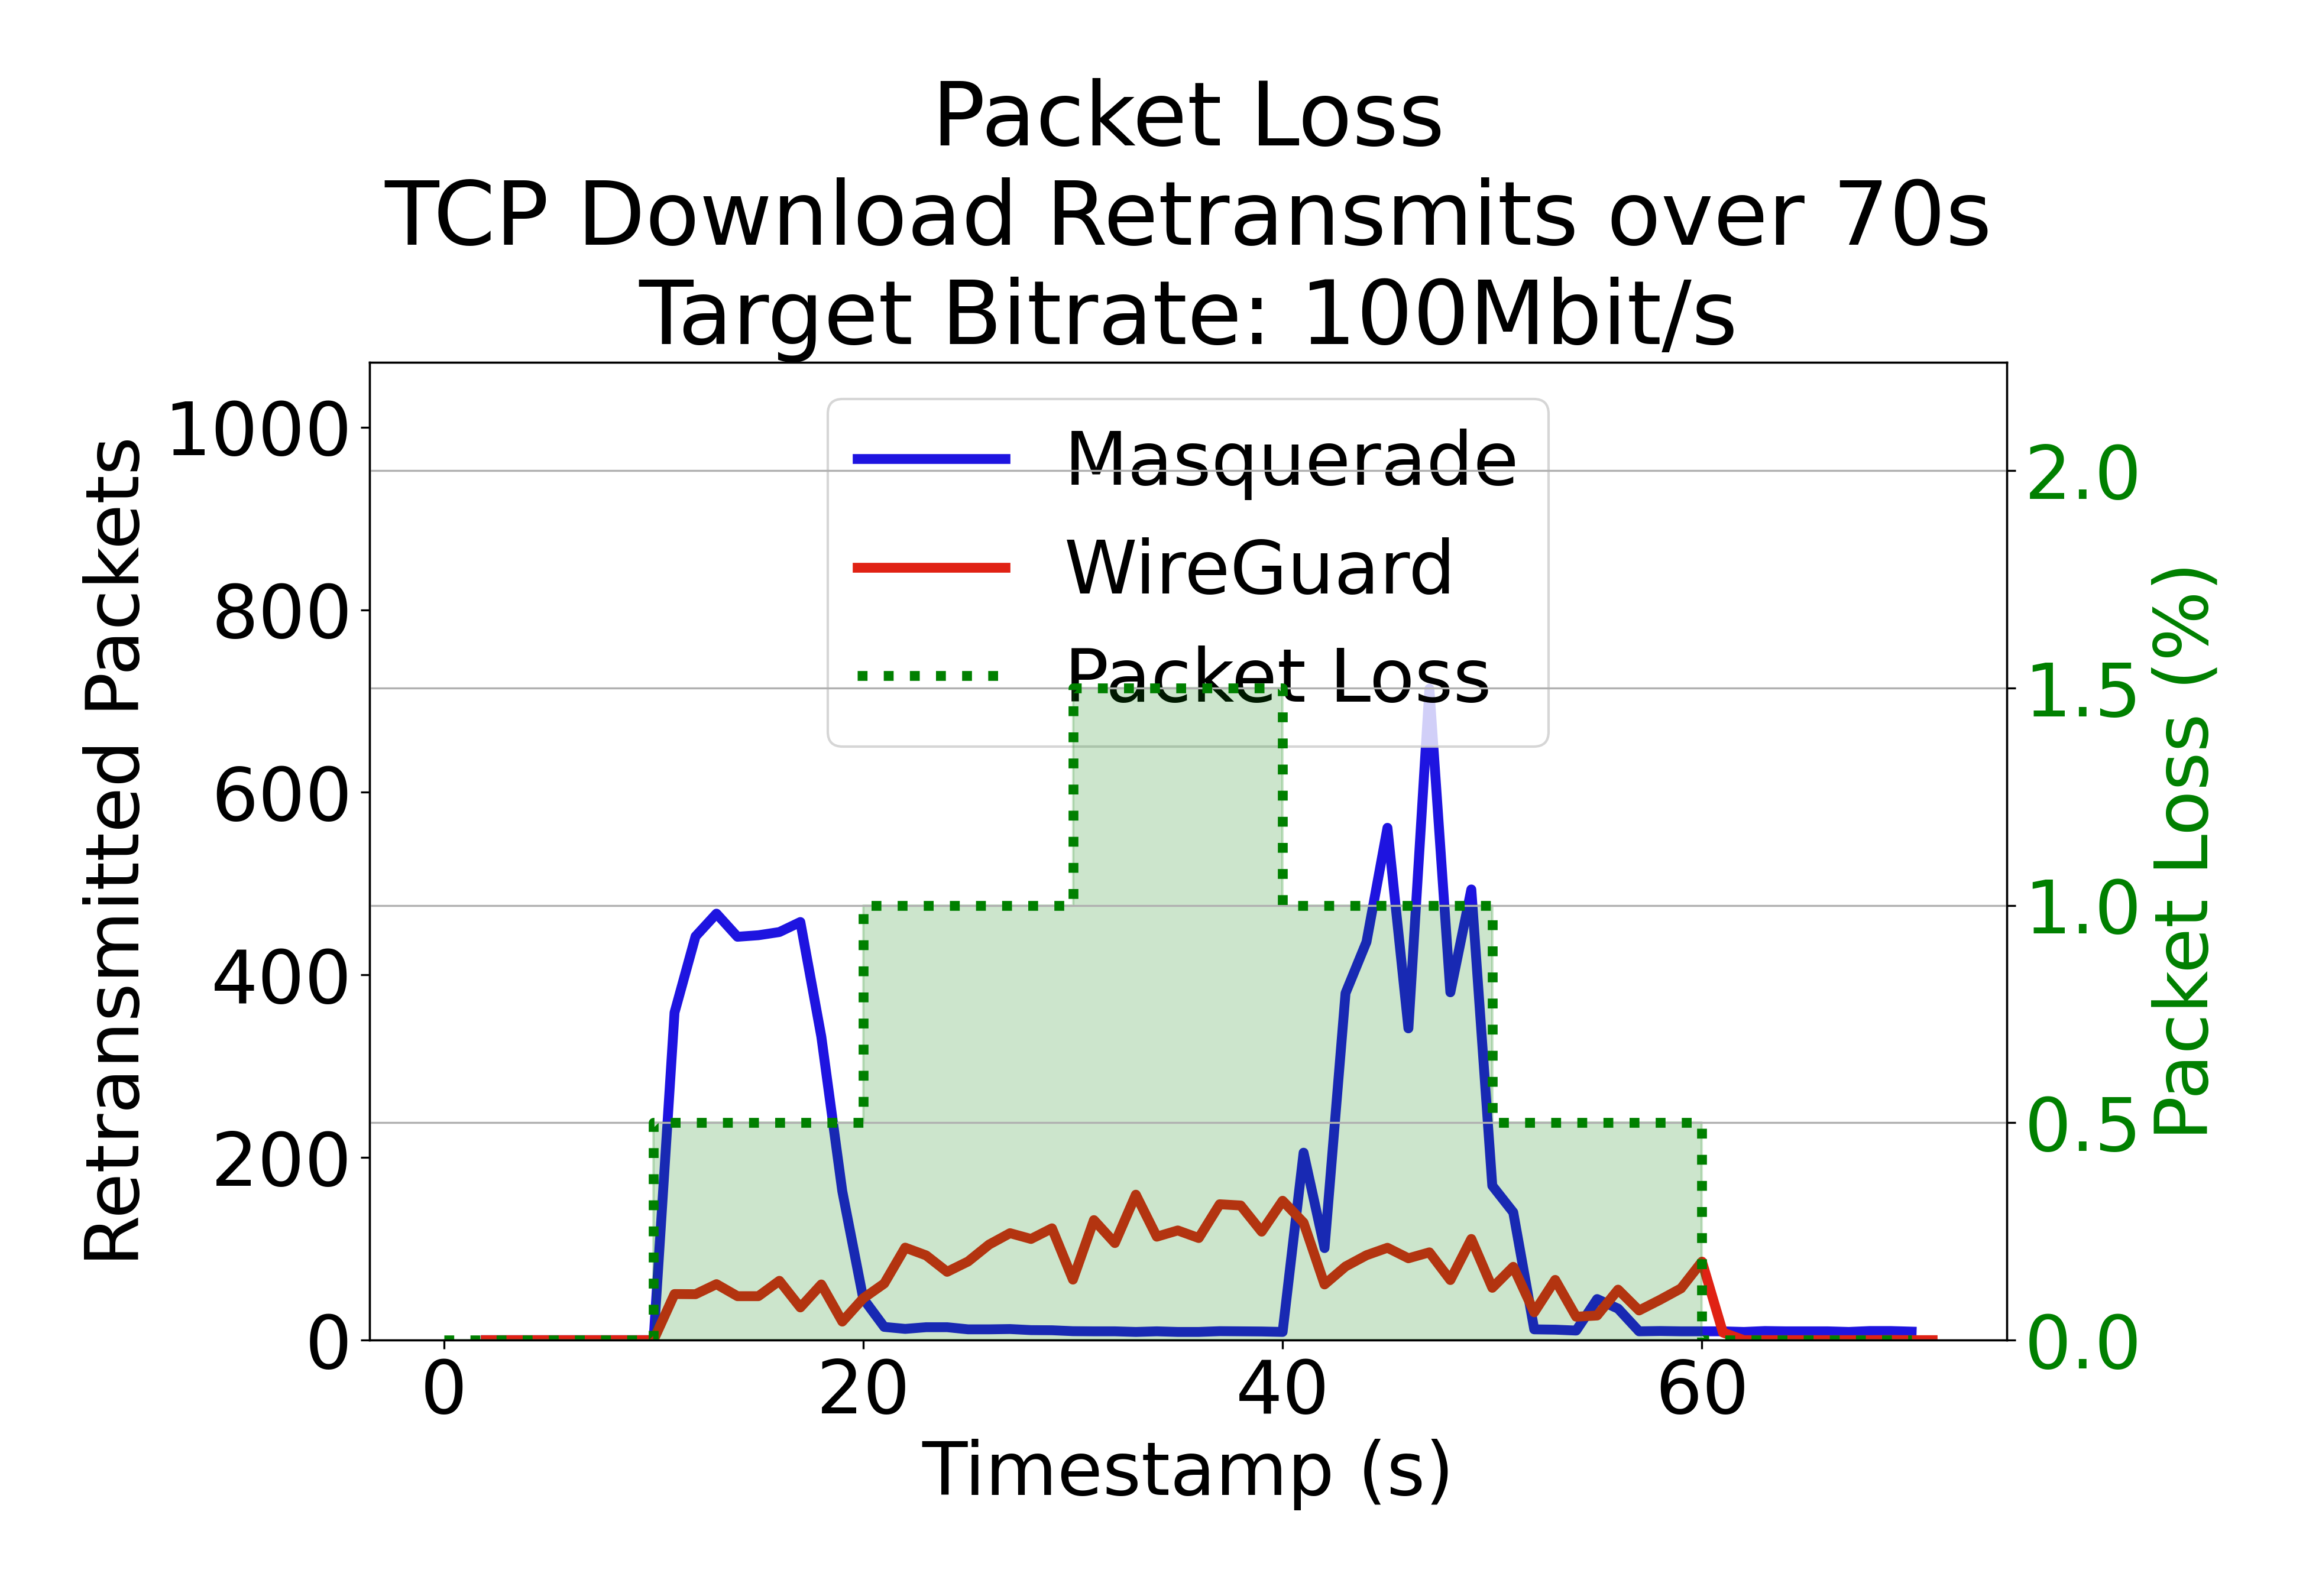 Packet Loss
TCP Download Retransmits over 70s
Target Bitrate: 100Mbit/s
Retransmitted Packets
1000
800
600
400
200
0
Masquerade
WireGuard
Packet Loss
2.0
1.5
1.0
0.5
0.0
Packet Loss (%)
0
20
40
60
Timestamp (s)